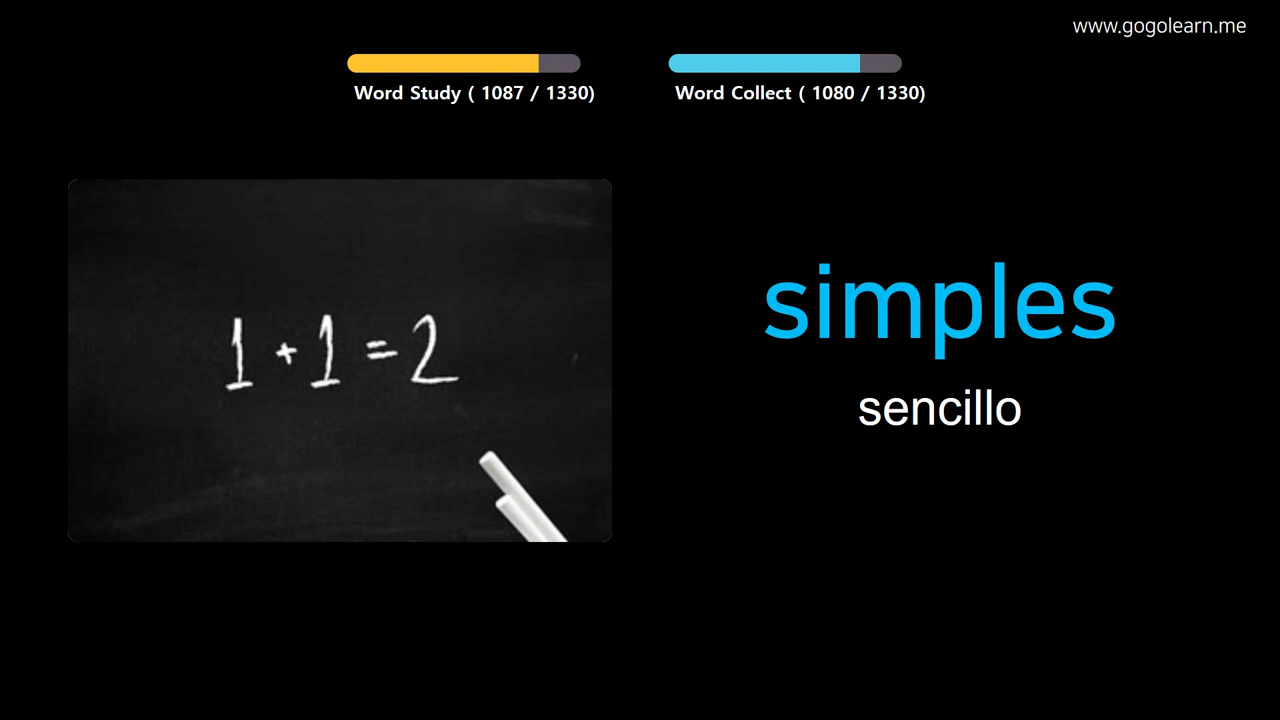 www.gogolearn.me
Word Study ( 1087 / 1330)
Word Collect ( 1080 / 1330)
1 + 1 = 2
simples
sencillo